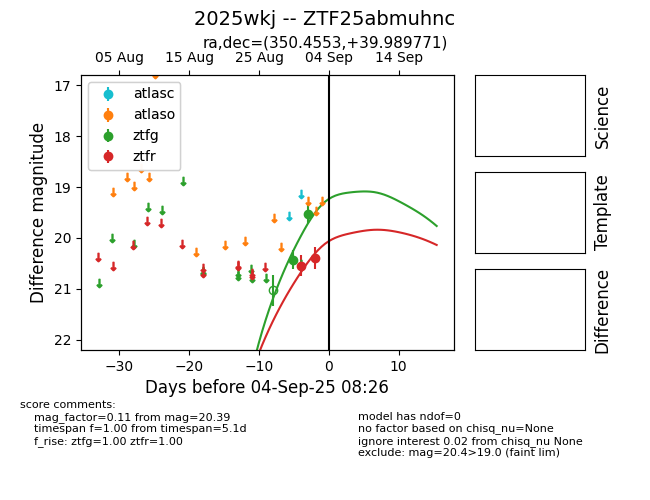 2025wkj -- ZTF25abmuhnc
ra,dec=(350.4553,+39.989771)
05 Aug 15 Aug 25 Aug 04 Sep 14 Sep
17
18
19
20
21
22
Difference magnitude
atlasc
atlaso
ztfg
ztfr
−30 −20 −10 0 10
Days before 04-Sep-25 08:26
Science
Template
Difference
score comments:
mag_factor=0.11 from mag=20.39
timespan f=1.00 from timespan=5.1d
f_rise: ztfg=1.00 ztfr=1.00
model has ndof=0
no factor based on chisq_nu=None
ignore interest 0.02 from chisq_nu None
exclude: mag=20.4>19.0 (faint lim)